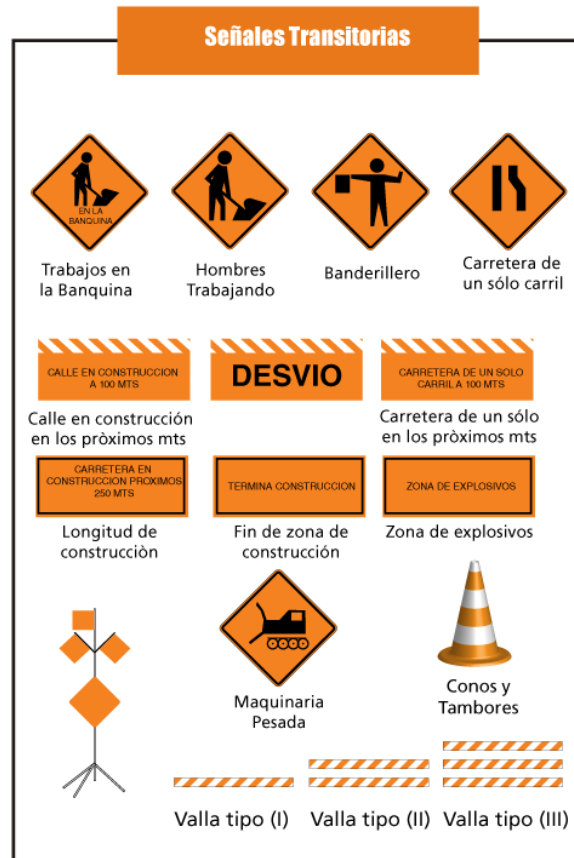 Señales Transitorias
EN LA
BANQUINA
Trabajos en
la Banquina
Hombres
Trabajando
Banderillero
Carretera de
un sólo carril
CALLE EN CONSTRUCCION
A 100 MTS
DESVIO
CARRETERA DE UN SOLO
CARRIL A 100 MTS
Calle en construcción
en los pròximos mts
Carretera de un sólo
en los pròximos mts
CARRETERA EN
CONSTRUCCION PROXIMOS
250 MTS
TERMINA CONSTRUCCION
ZONA DE EXPLOSIVOS
Longitud de
construcciòn
Fin de zona de
construcción
Zona de explosivos
Maquinaria
Pesada
Conos y
Tambores
Valla tipo (I)
Valla tipo (II)
Valla tipo (III)